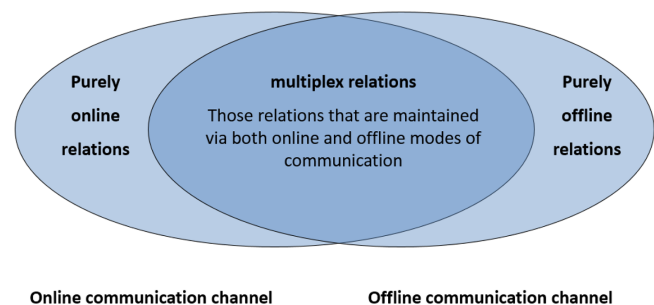 Purely
online
relations
multiplex relations
Those relations that are maintained
via both online and offline modes of
communication
Purely
offline
relations
Online communication channel
Offline communication channel